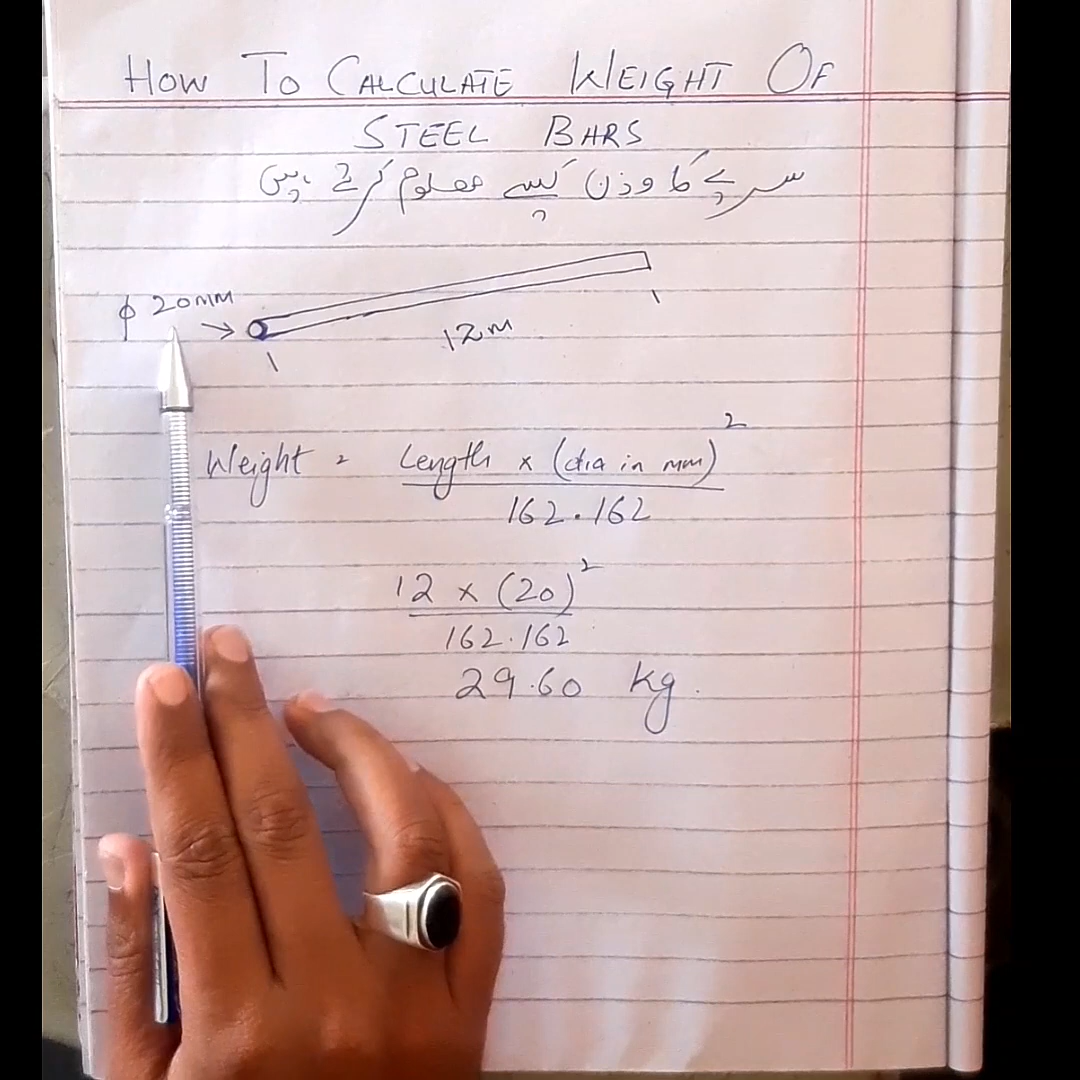 HOW TO CALCULATE WEIGHT OF
STEEL BARS
سریے کا وزن کیسے معلوم کرتے ہیں
ϕ 20mm
12m
Weight = Length × (dia in mm)²
162.162
12 × (20)²
162.162
29.60 kg.